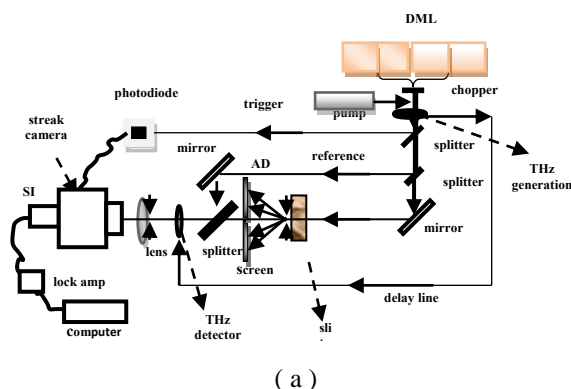 DML
photodiode
chopper
streak
camera
trigger
pump
splitter
mirror
AD
reference
THz
generation
splitter
SI
mirror
lens
splitter
screen
lock amp
delay line
THz
detector
sli
computer
( a )